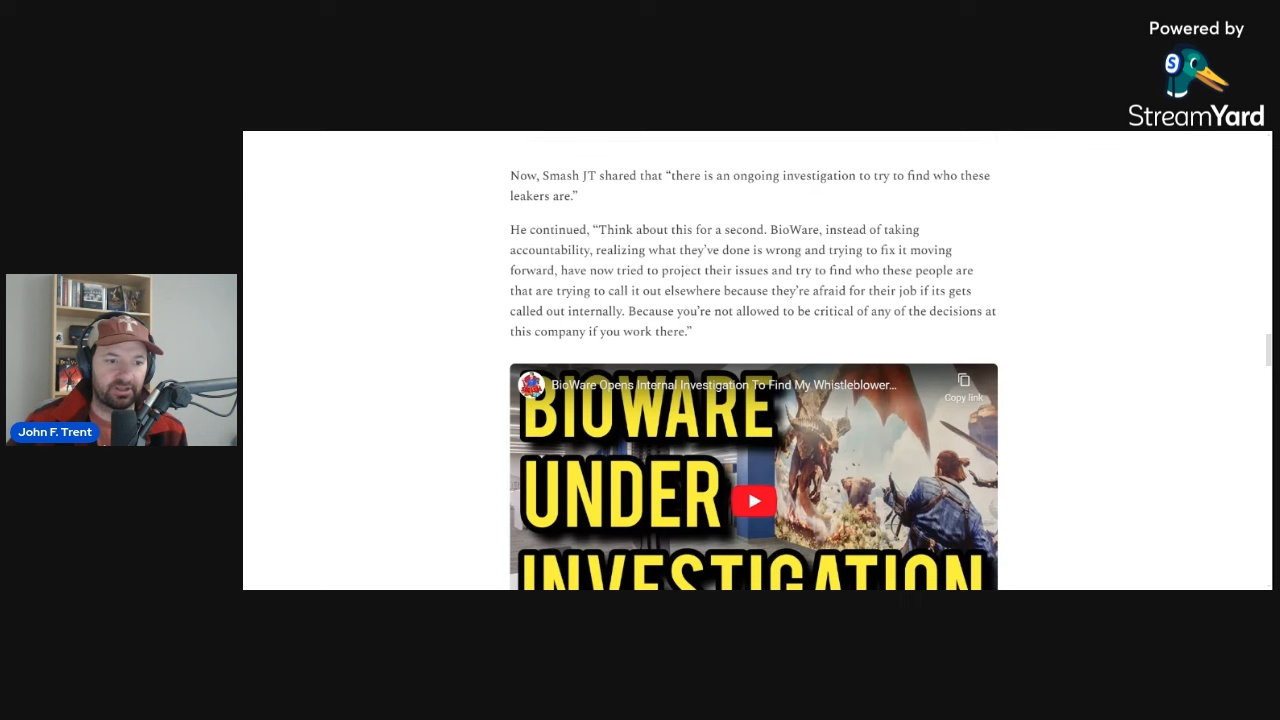 Powered by
S
StreamYard
Now, Smash JT shared that “there is an ongoing investigation to try to find who these
leakers are.”
He continued, “Think about this for a second. BioWare, instead of taking
accountability, realizing what they’ve done is wrong and trying to fix it moving
forward, have now tried to project their issues and try to find who these people are
that are trying to call it out elsewhere because they’re afraid for their job if its gets
called out internally. Because you’re not allowed to be critical of any of the decisions at
this company if you work there.”
BioWare Opens Internal Investigation To Find My Whistleblower...
Copy link
BIOWARE
UNDER
INVESTIGATION
John F. Trent